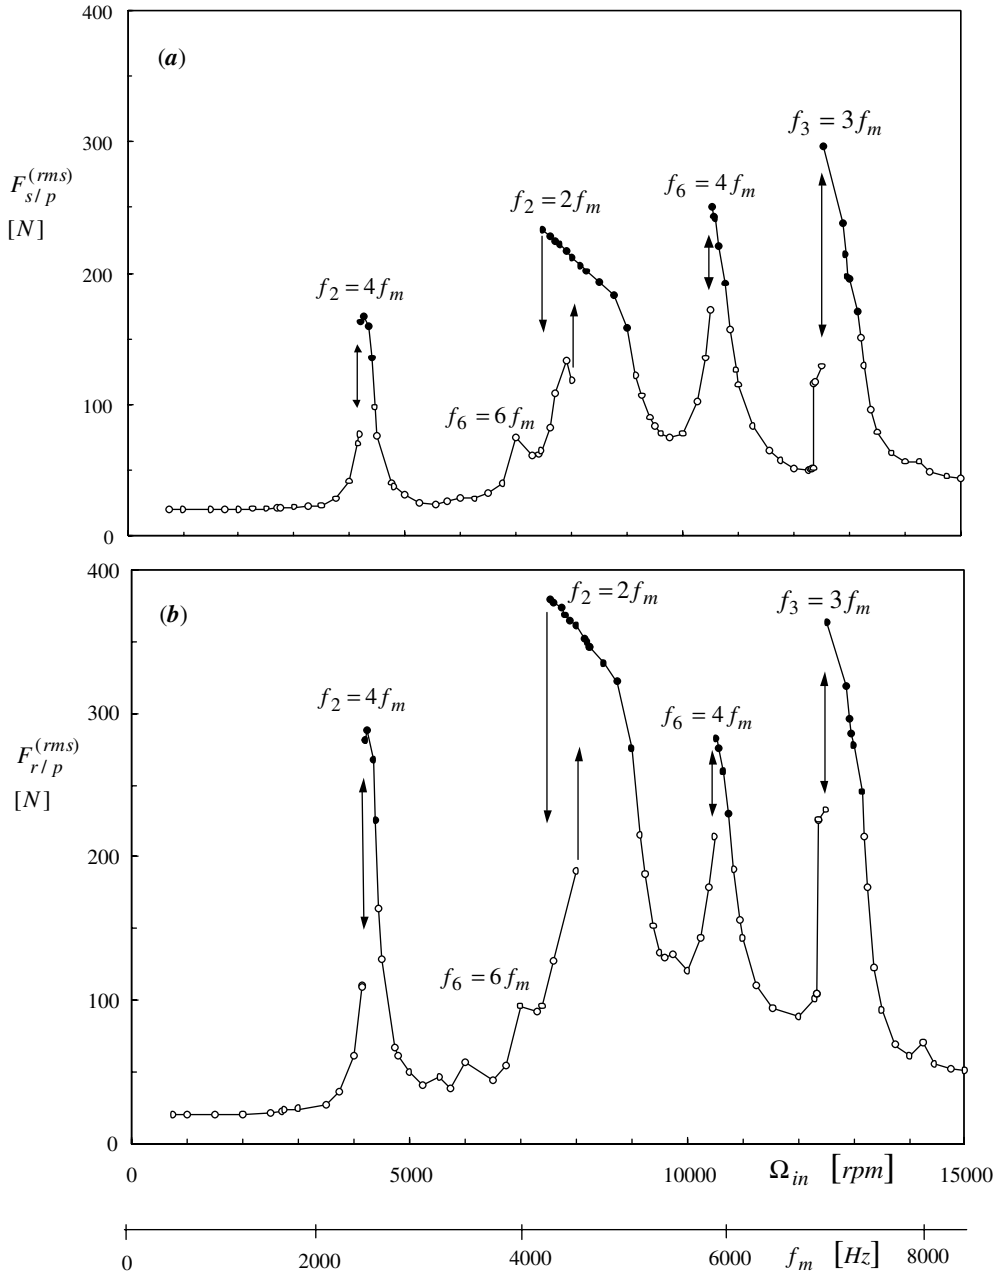 400
(a)
f3 = 3fm
300
F s/p (rms)
[N]
f6 = 4fm
f2 = 2fm
f2 = 4fm
200
f6 = 6fm
100
0
400
f2 = 2fm
f3 = 3fm
(b)
f2 = 4fm
300
f6 = 4fm
F r/p (rms)
[N]
200
f6 = 6fm
100
0
0 5000 10000 Ωin [rpm] 15000
0 2000 4000 6000 fm [Hz] 8000